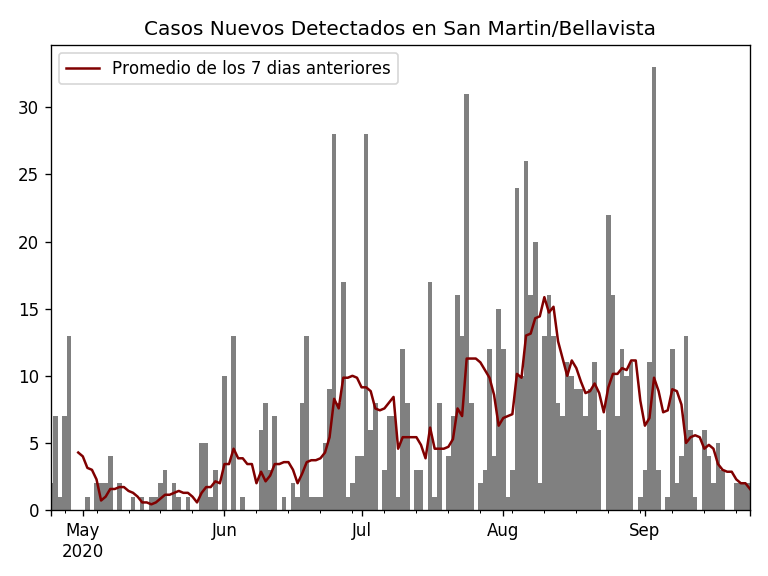 Casos Nuevos Detectados en San Martin/Bellavista
Promedio de los 7 dias anteriores
30
25
20
15
10
5
0
May Jun Jul Aug Sep
2020